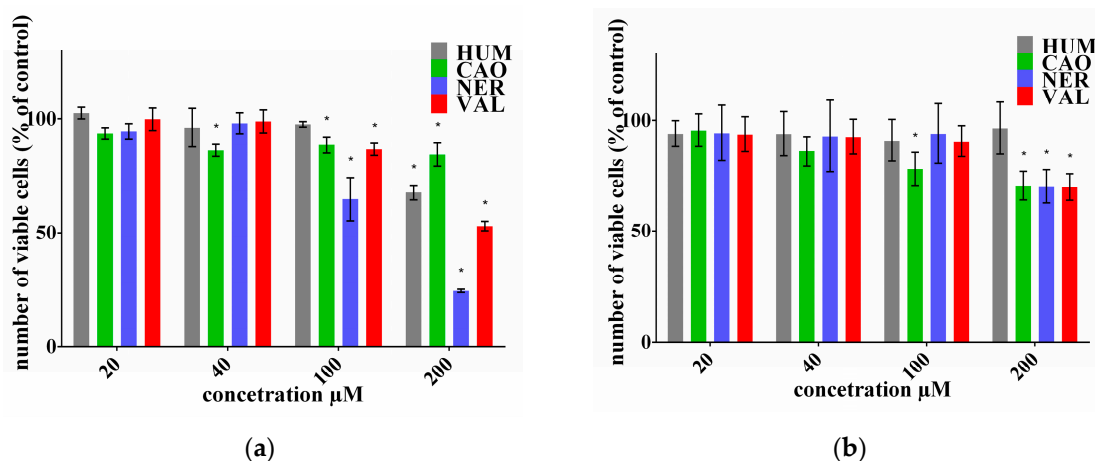 HUM
CAO
NER
VAL
number of viable cells (% of control)
100
50
0
* * * * * * * *
20 40 100 200
concetration µM
(a)
HUM
CAO
NER
VAL
number of viable cells (% of control)
100
50
0
* * * *
20 40 100 200
concetration µM
(b)